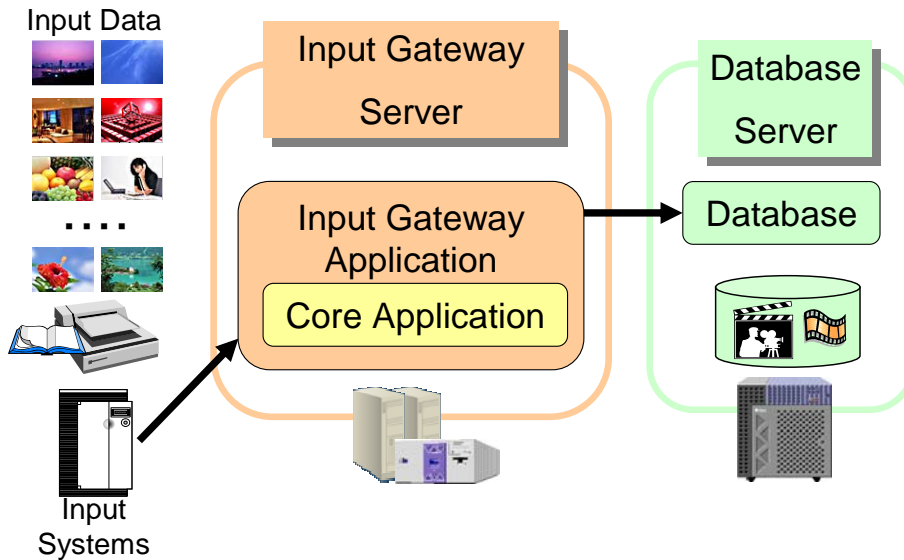 Input Data
Input Gateway
Server
Database
Server
Input Gateway
Application
Core Application
Database
. . . .
Input
Systems